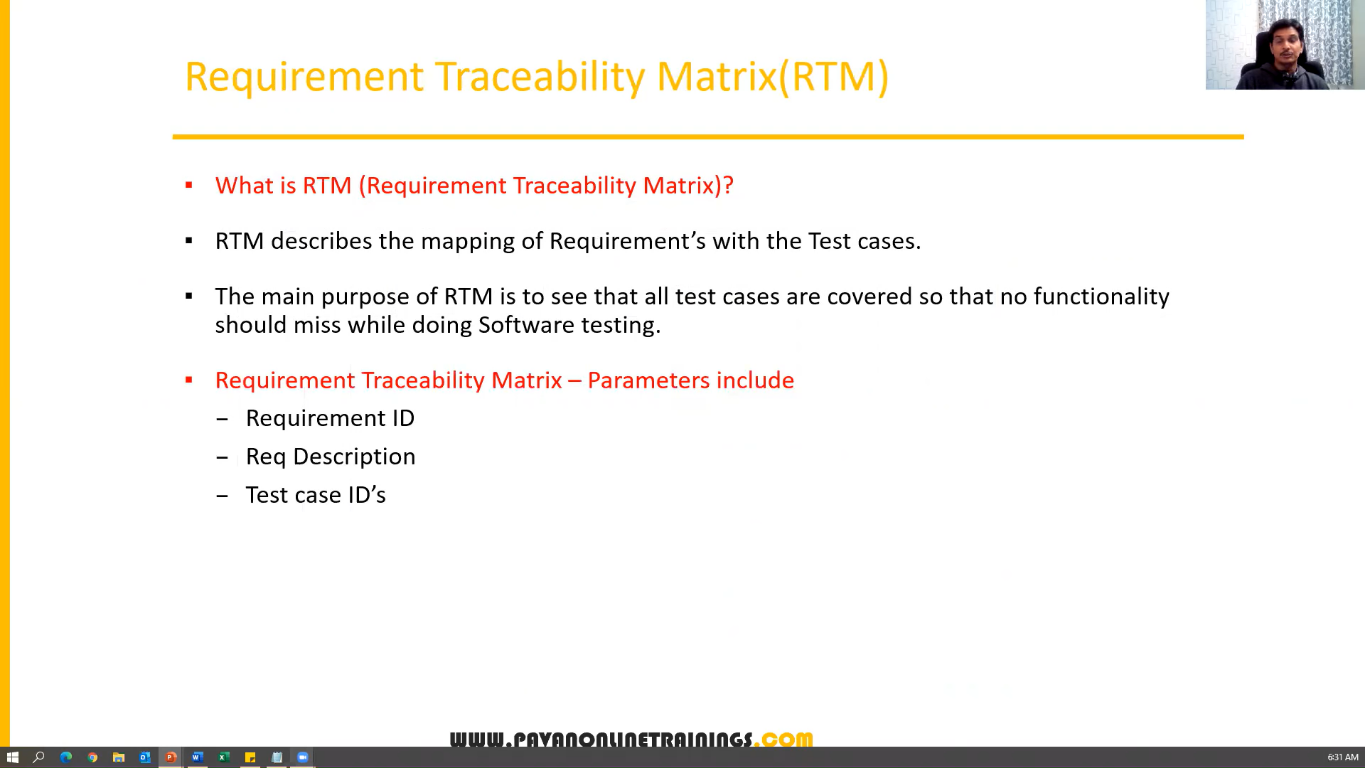 Requirement Traceability Matrix(RTM)
▪ What is RTM (Requirement Traceability Matrix)?
▪ RTM describes the mapping of Requirement’s with the Test cases.
▪ The main purpose of RTM is to see that all test cases are covered so that no functionality
should miss while doing Software testing.
▪ Requirement Traceability Matrix – Parameters include
– Requirement ID
– Req Description
– Test case ID’s
WWW.PAVANONLINETRAININGS.COM
6:31 AM